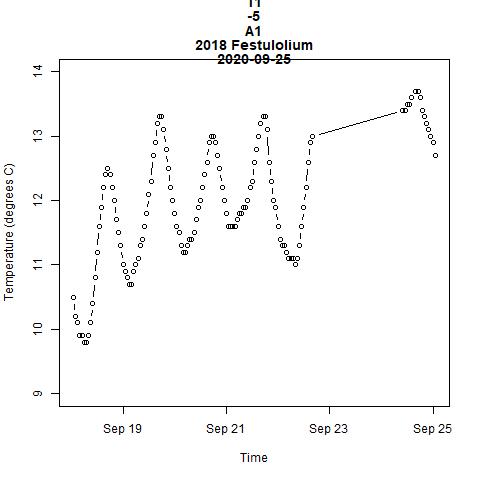 T1
-5
A1
2018 Festulolium
2020-09-25
Temperature (degrees C)
14
13
12
11
10
9
Sep 19
Sep 21
Sep 23
Sep 25
Time